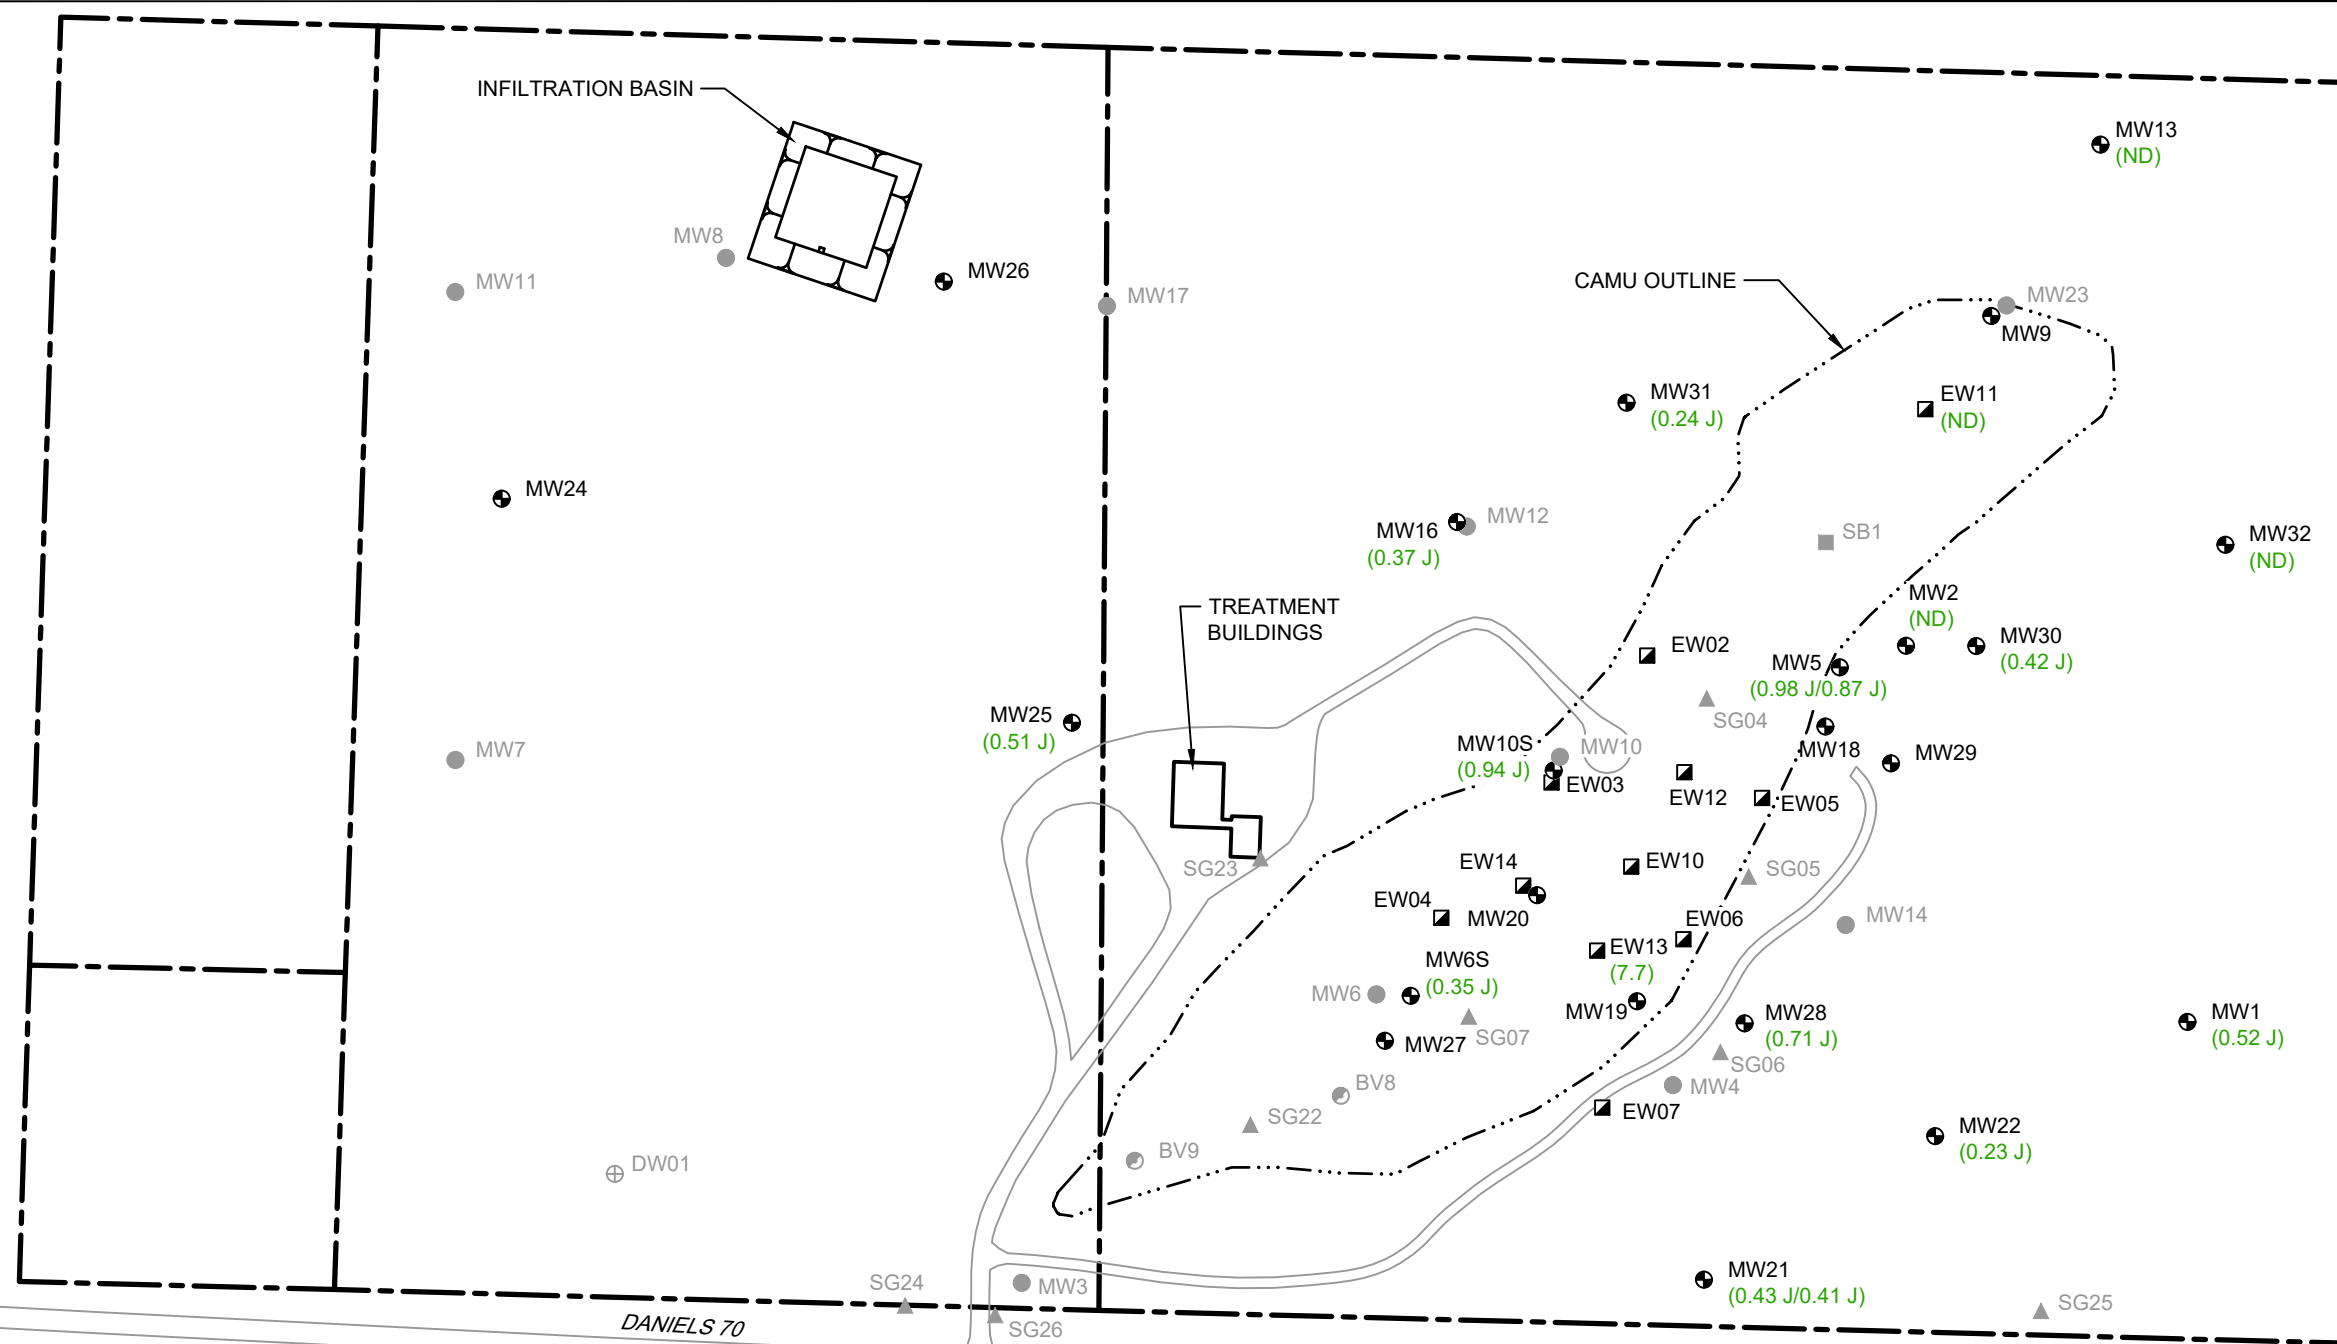 INFILTRATION BASIN
MW13
(ND)
MW8
MW11
MW26
MW17
CAMU OUTLINE
MW23
MW9
MW31
(0.24 J)
EW11
(ND)
MW24
MW16
(0.37 J)
MW12
SB1
MW32
(ND)
TREATMENT
BUILDINGS
MW2
(ND)
EW02
MW5
(0.98 J/0.87 J)
MW30
(0.42 J)
MW25
(0.51 J)
SG04
MW7
MW10S
(0.94 J)
MW10
MW18
MW29
EW03
EW12
EW05
SG23
EW14
EW10
SG05
EW04
MW20
EW06
MW14
EW13
(7.7)
MW6S
(0.35 J)
MW6
MW19
MW28
(0.71 J)
MW1
(0.52 J)
MW27
SG07
SG06
BV8
MW4
EW07
SG22
MW22
(0.23 J)
BV9
DW01
SG24
MW3
MW21
(0.43 J/0.41 J)
SG25
DANIELS 70
SG26